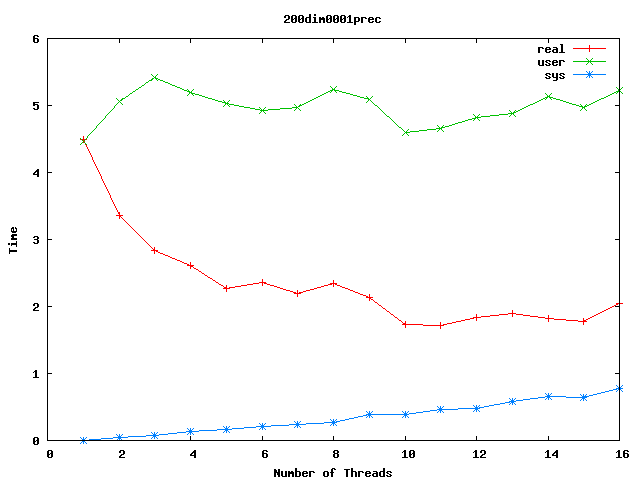 200dim0001prec
real
user
sys
6
5
4
3
2
1
0
Time
0 2 4 6 8 10 12 14 16
Number of Threads